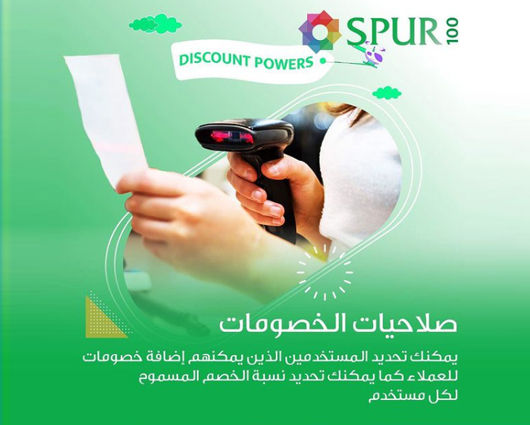 SPUR 100
DISCOUNT POWERS
صلاحيات الخصومات
يمكنك تحديد المستخدمين الذين يمكنهم إضافة خصومات
للعملاء كما يمكنك تحديد نسبة الخصم المسموح
لكل مستخدم